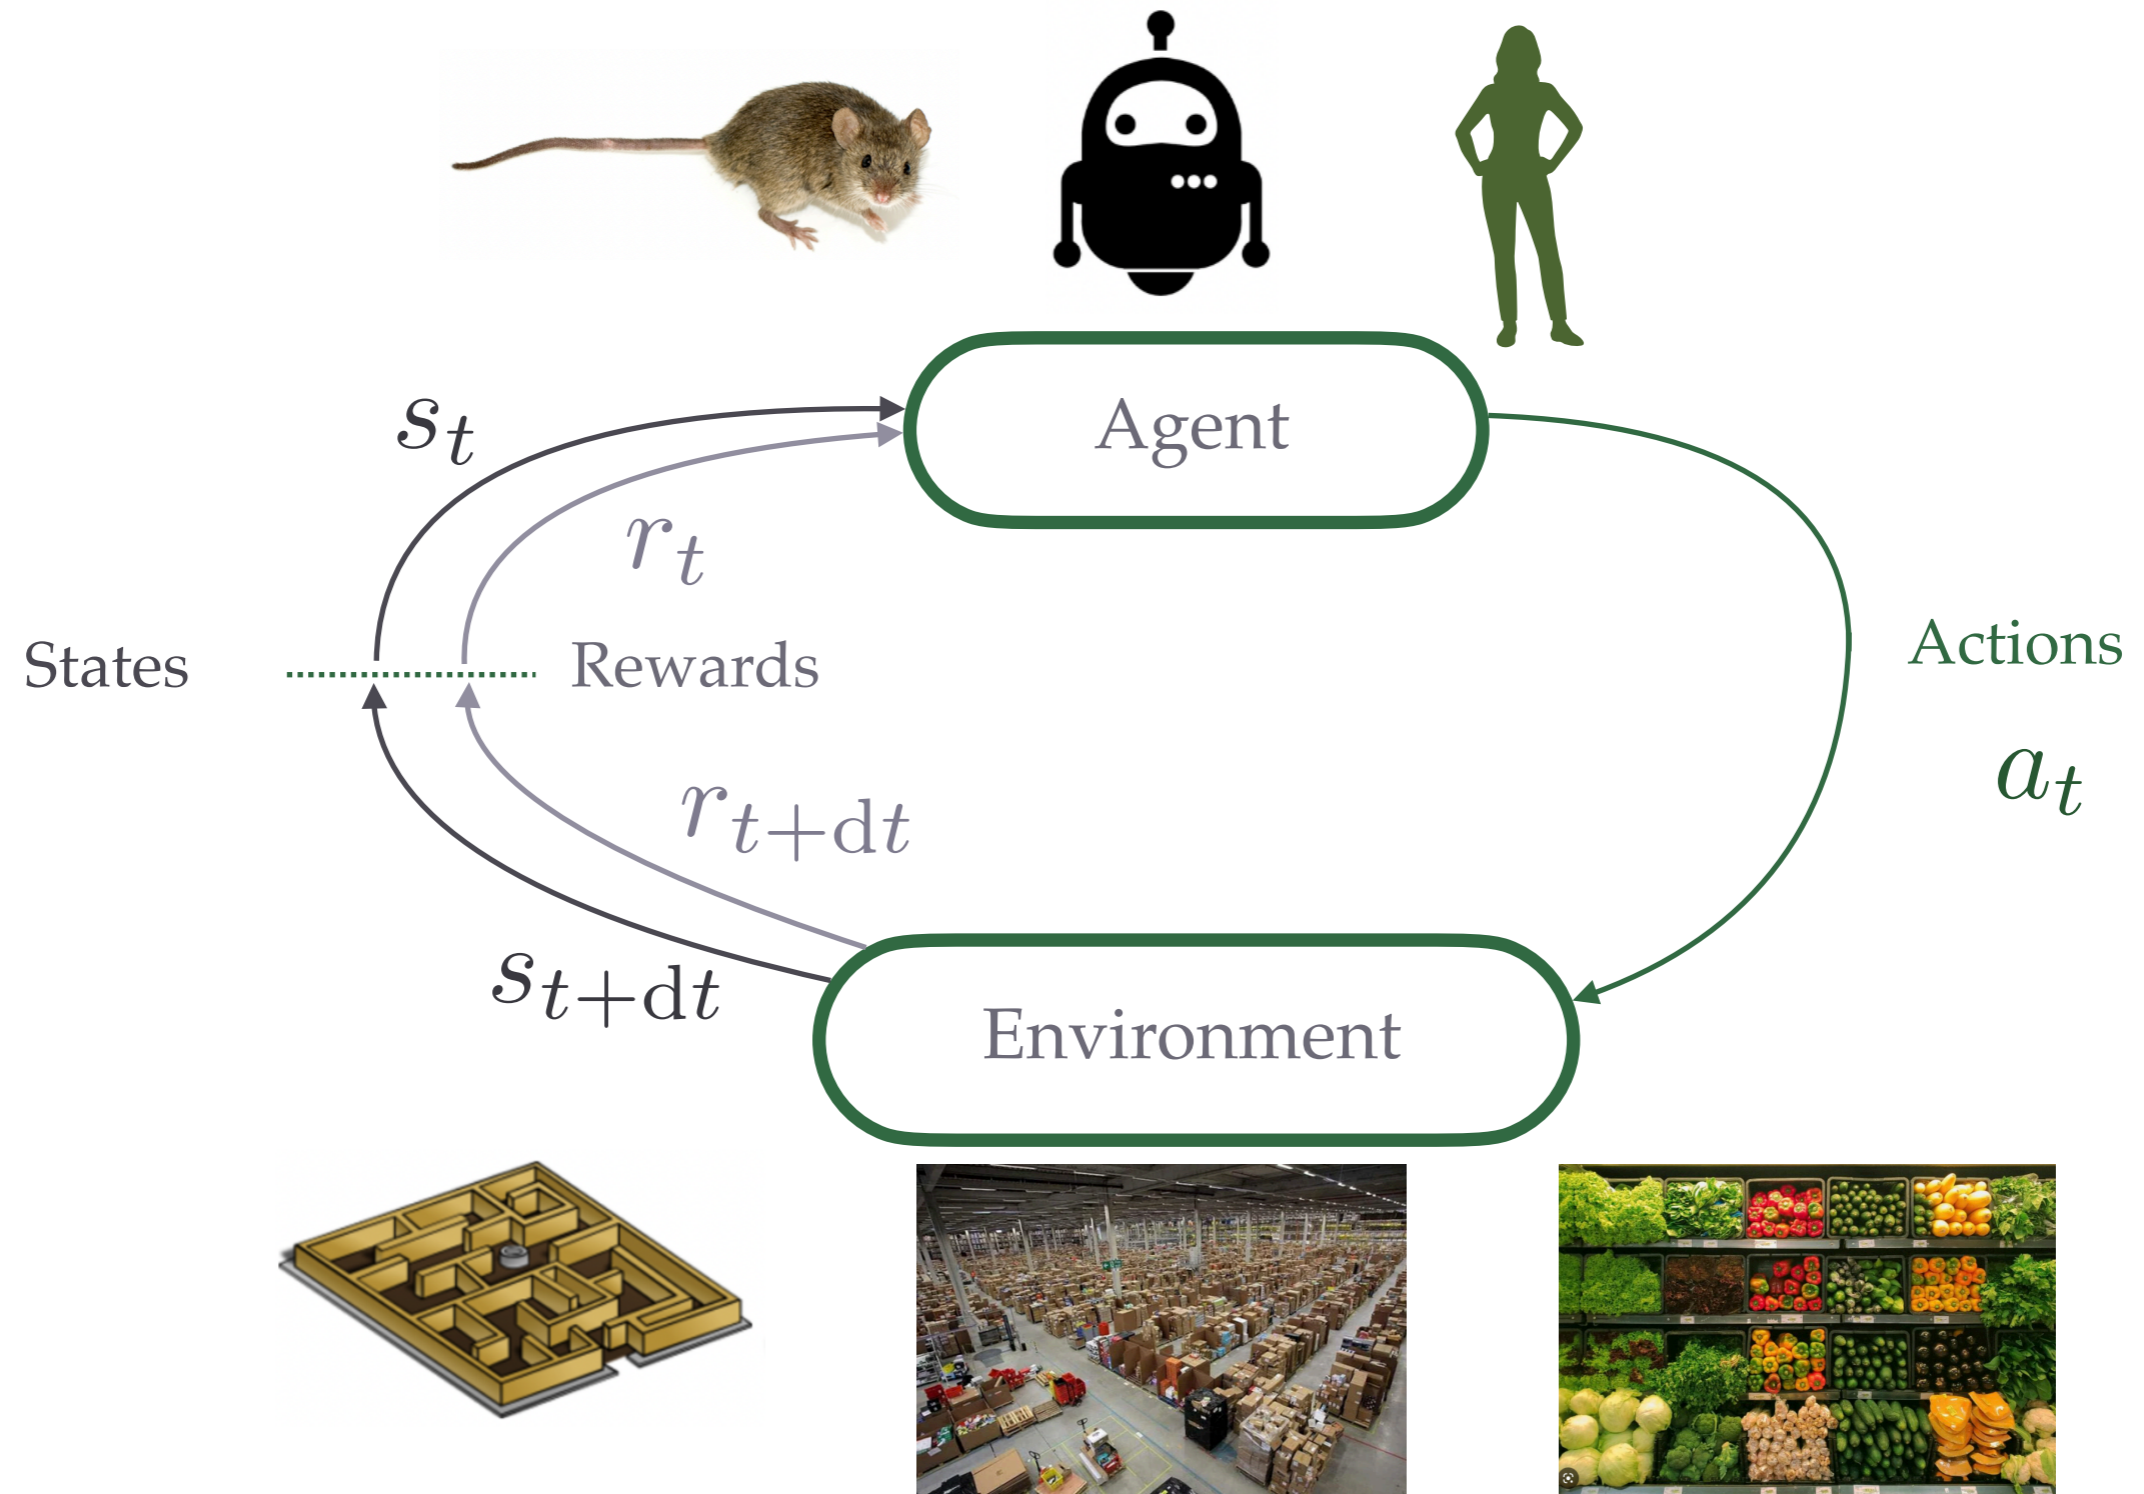 s_t
Agent
r_t
States
Rewards
Actions
a_t
r_{t+dt}
s_{t+dt}
Environment